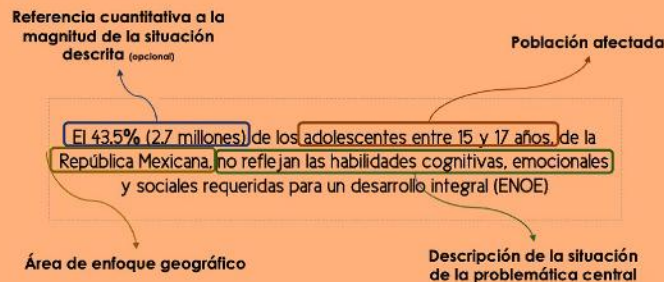 Referencia cuantitativa a la
magnitud de la situación
descrita (opcional)
Población afectada
El 43.5% (2.7 millones) de los adolescentes entre 15 y 17 años, de la
República Mexicana, no reflejan las habilidades cognitivas, emocionales
y sociales requeridas para un desarrollo integral (ENOE)
Área de enfoque geográfico
Descripción de la situación
de la problemática central